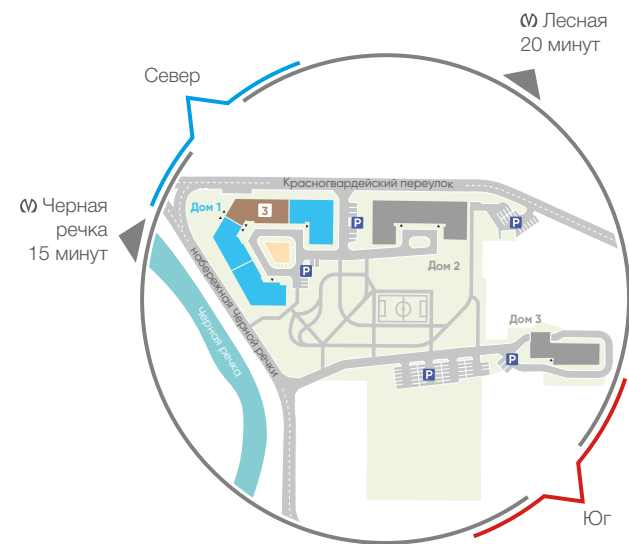 Лесная
20 минут
Север
Красногвардейский переулок
Черная
речка
15 минут
Дом 1
3
P
P
P
Дом 2
набережная Черной речки
Черная речка
Дом 3
P
P
Юг